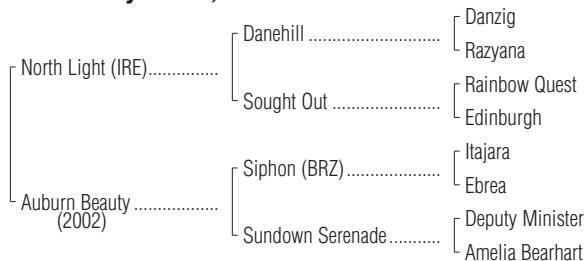 Danzig
Danehill
Razyana
North Light (IRE)
Rainbow Quest
Sought Out
Edinburgh
Itajara
Siphon (BRZ)
Ebrea
Auburn Beauty
(2002)
Deputy Minister
Sundown Serenade
Amelia Bearhart